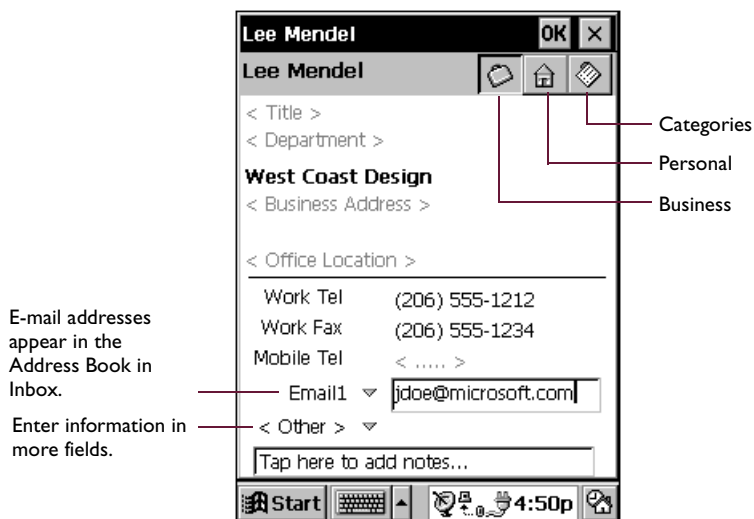 Lee Mendel OK
Lee Mendel
< Title >
< Department >
West Coast Design
< Business Address >
< Office Location >
Work Tel (206) 555-1212
Work Fax (206) 555-1234
Mobile Tel < ..... >
Email1 jdoe@microsoft.com
< Other >
Tap here to add notes...
Start 4:50p
Categories
Personal
Business
E-mail addresses
appear in the
Address Book in
Inbox.
Enter information in
more fields.